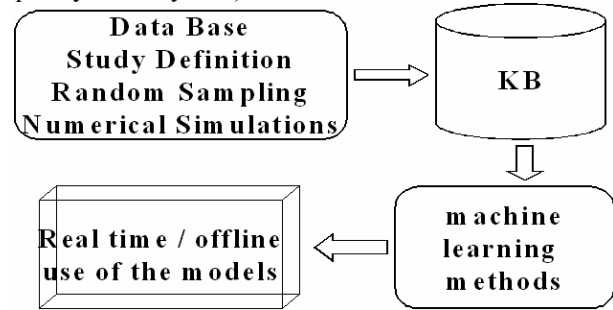 Data Base
Study Definition
Random Sampling
Numerical Simulations
KB
machine
learning
methods
Real time / offline
use of the models